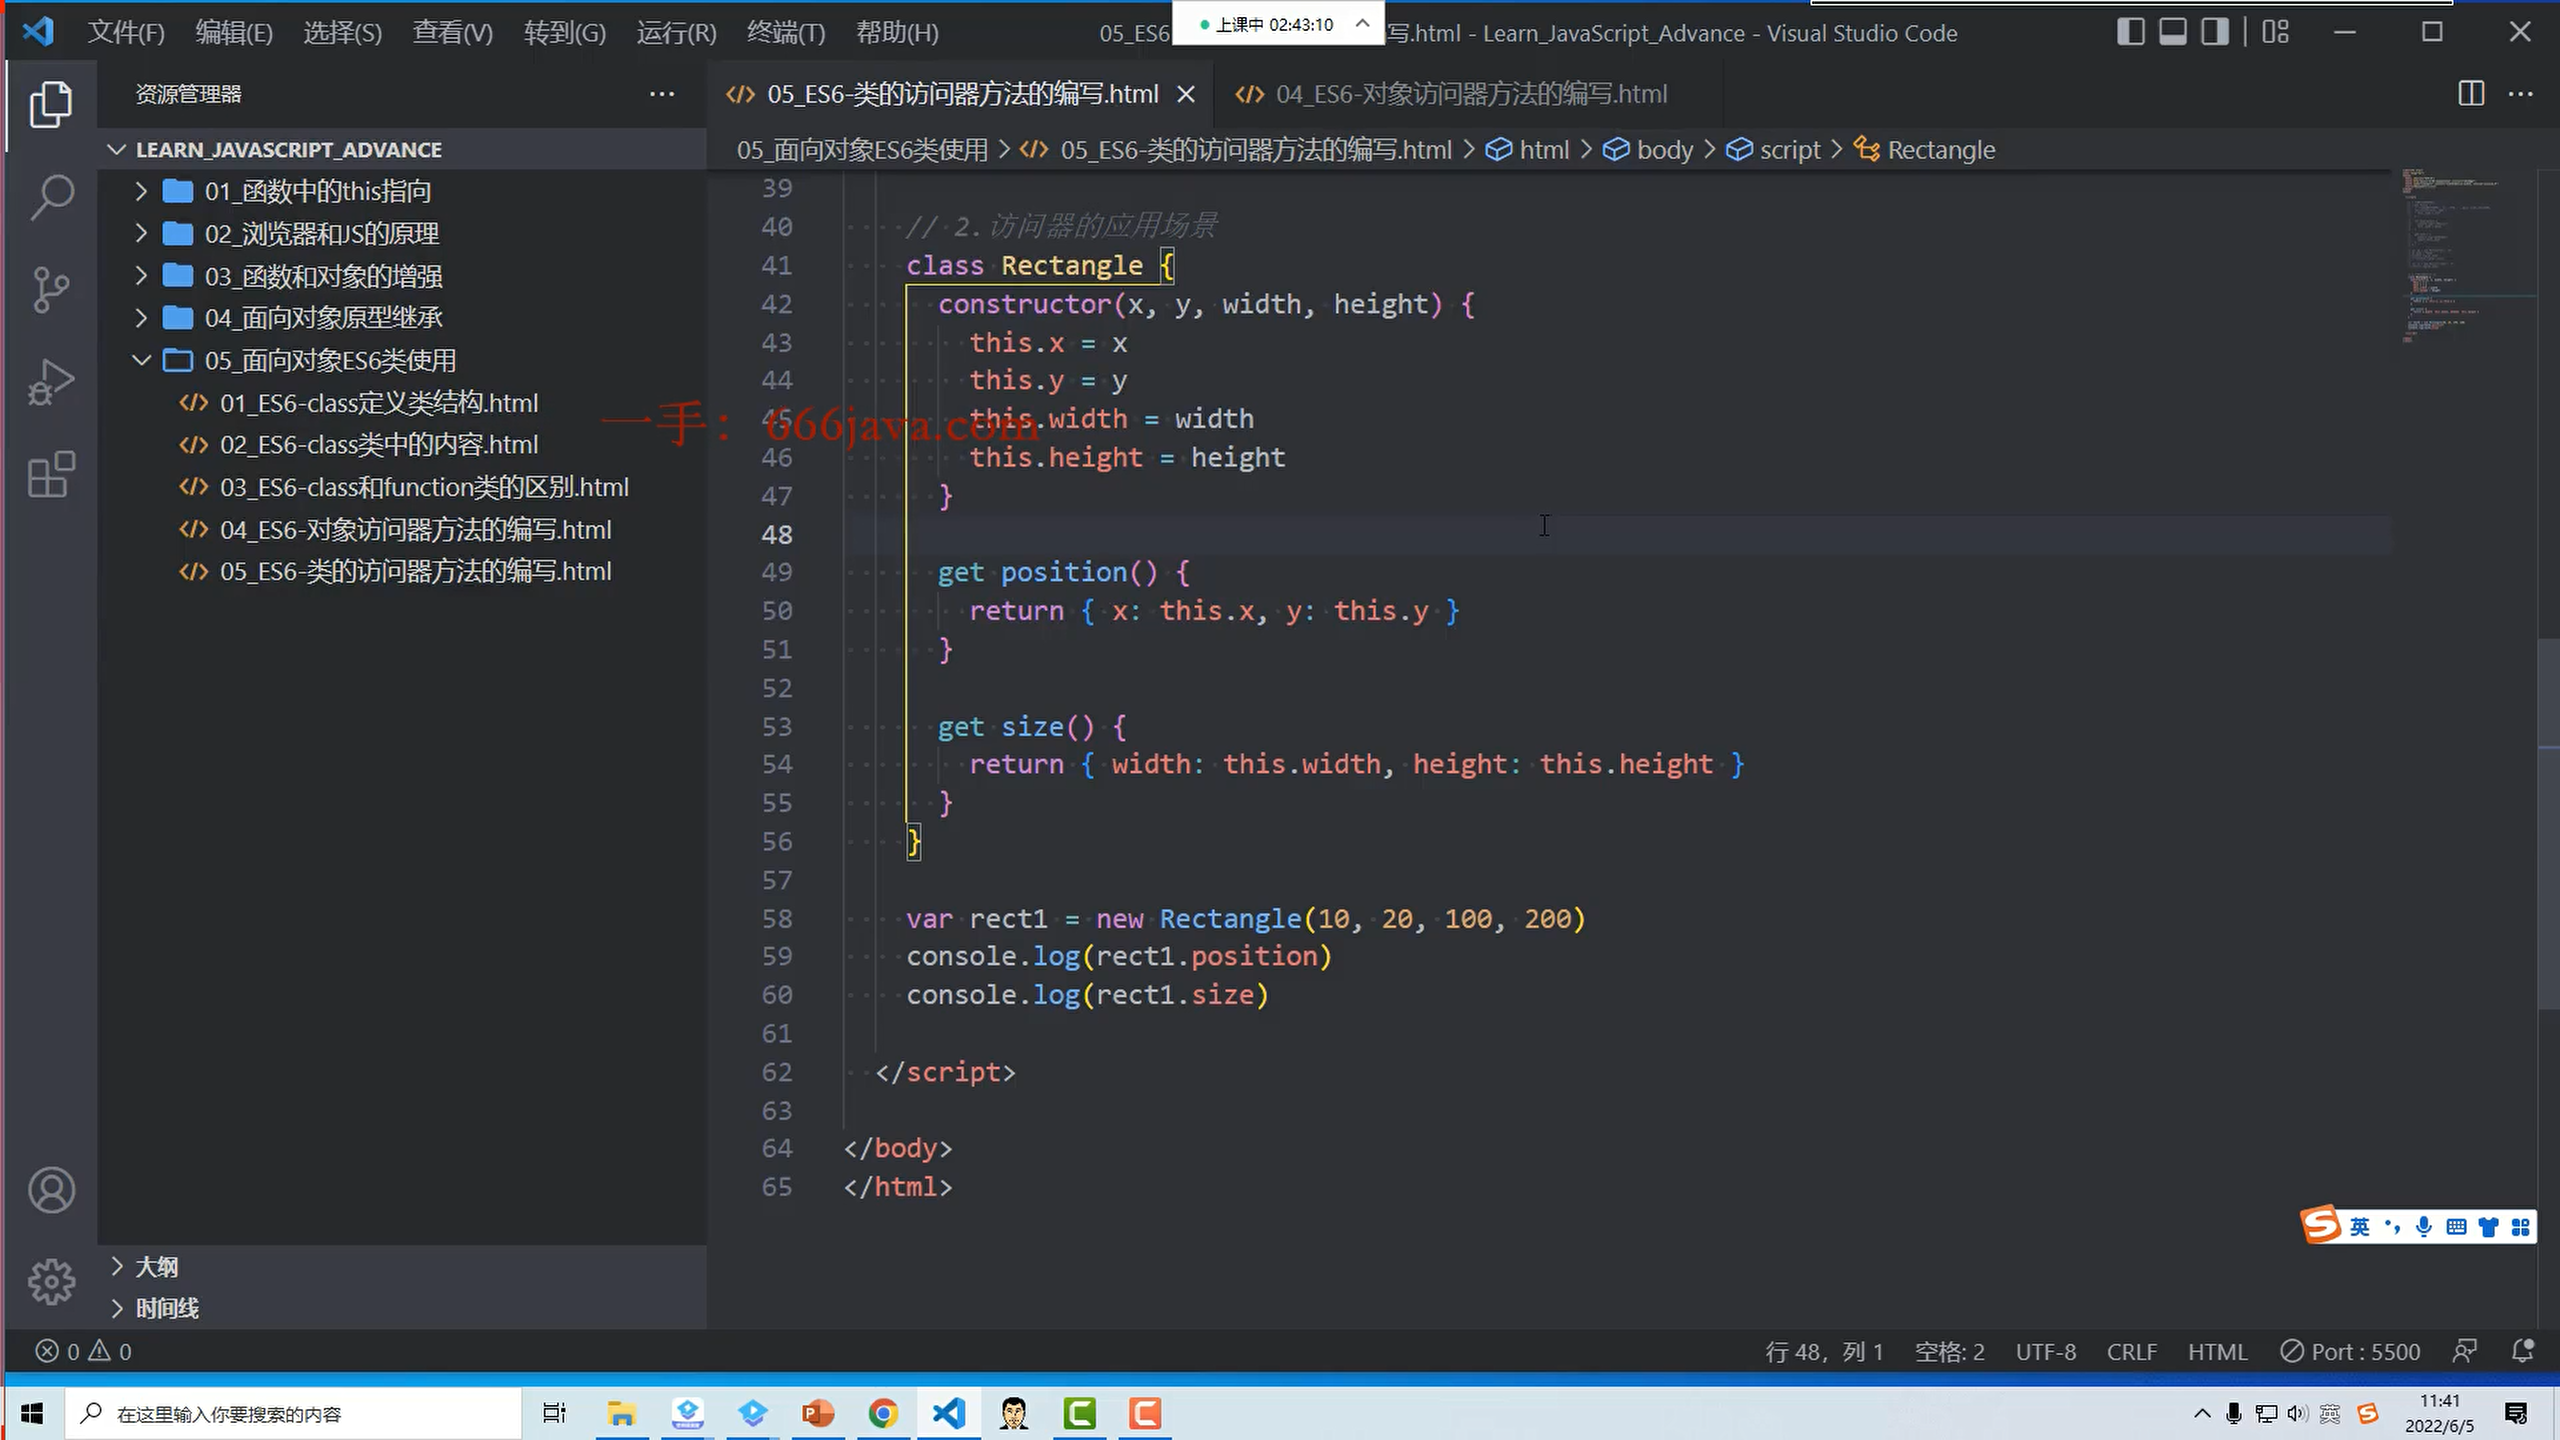 文件(F) 编辑(E) 选择(S) 查看(V) 转到(G) 运行(R) 终端(T) 帮助(H)
05_ES6
上课中 02:43:10
写.html - Learn_JavaScript_Advance - Visual Studio Code
资源管理器
LEARN_JAVASCRIPT_ADVANCE
01_函数中的this指向
02_浏览器和JS的原理
03_函数和对象的增强
04_面向对象原型继承
05_面向对象ES6类使用
01_ES6-class定义类结构.html
02_ES6-class类中的内容.html
03_ES6-class和function类的区别.html
04_ES6-对象访问器方法的编写.html
05_ES6-类的访问器方法的编写.html
大纲
时间线
05_ES6-类的访问器方法的编写.html
04_ES6-对象访问器方法的编写.html
05_面向对象ES6类使用 > 05_ES6-类的访问器方法的编写.html > html > body > script > Rectangle
39
40 // 2.访问器的应用场景
41 class Rectangle {
42 constructor(x, y, width, height) {
43 this.x = x
44 this.y = y
45 this.width = width
46 this.height = height
47 }
48
49 get position() {
50 return { x: this.x, y: this.y }
51 }
52
53 get size() {
54 return { width: this.width, height: this.height }
55 }
56 }
57
58 var rect1 = new Rectangle(10, 20, 100, 200)
59 console.log(rect1.position)
60 console.log(rect1.size)
61
62 </script>
63
64 </body>
65 </html>
一手：666java.com
英
0 0
行 48，列 1 空格: 2 UTF-8 CRLF HTML Port : 5500
在这里输入你要搜索的内容
英
11:41
2022/6/5